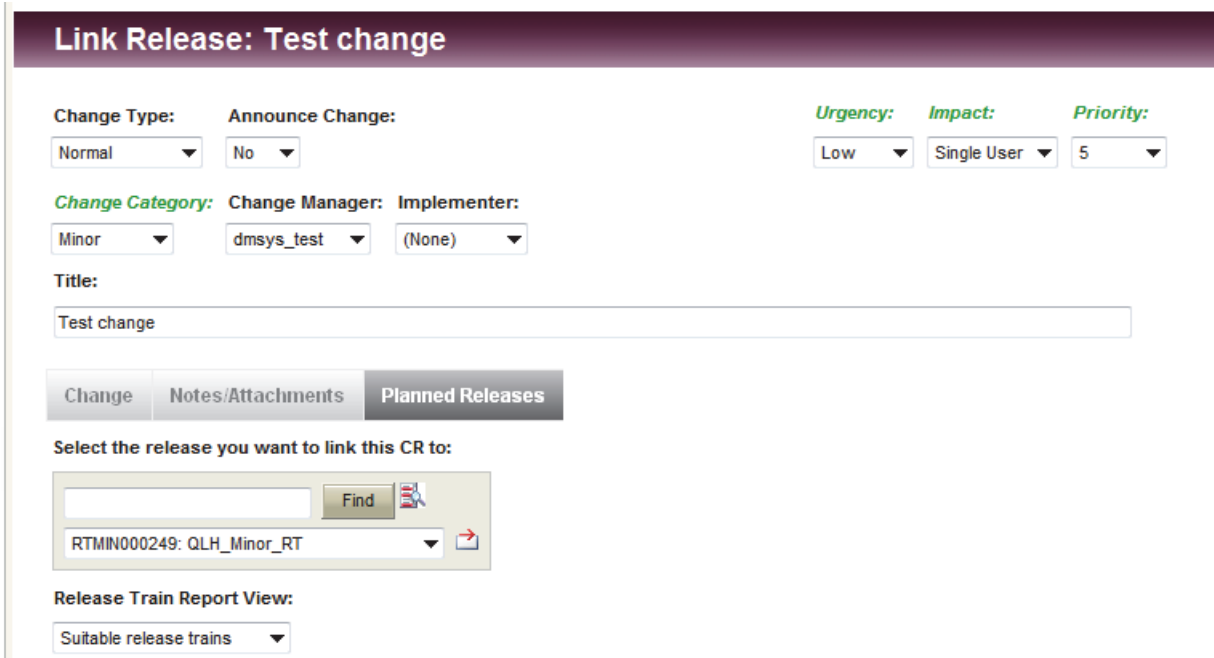 Link Release: Test change
Change Type: Announce Change: Urgency: Impact: Priority:
Normal No Low Single User 5
Change Category: Change Manager: Implementer:
Minor dmsys_test (None)
Title:
Test change
Change Notes/Attachments Planned Releases
Select the release you want to link this CR to:
Find
RTMIN000249: QLH_Minor_RT
Release Train Report View:
Suitable release trains